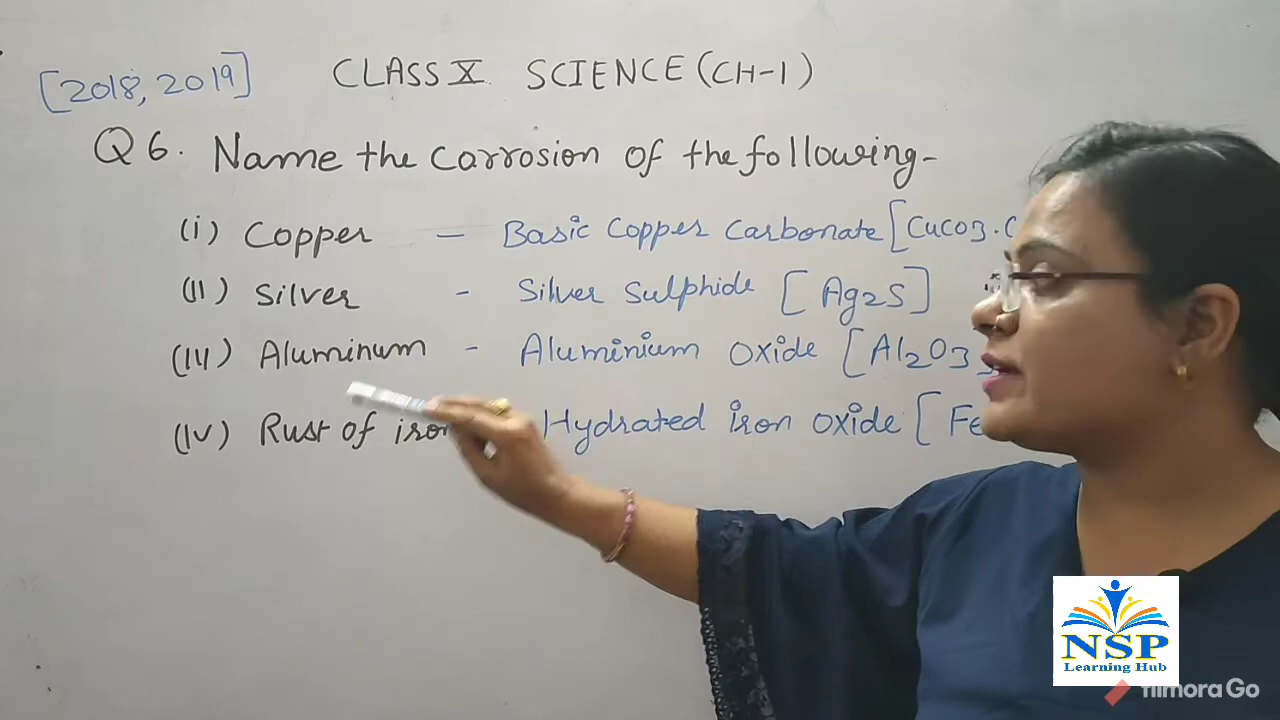 [2018, 2019] CLASS X SCIENCE (CH-1)
Q 6. Name the Carrosion of the following-
(i) Copper - Basic Copper Carbonate [CuCO3.C
(II) Silver - Silver Sulphide [Ag2S]
(III) Aluminum - Aluminium Oxide [Al2O3
(IV) Rust of iron Hydrated iron oxide [Fe
NSP
Learning Hub
filmora Go